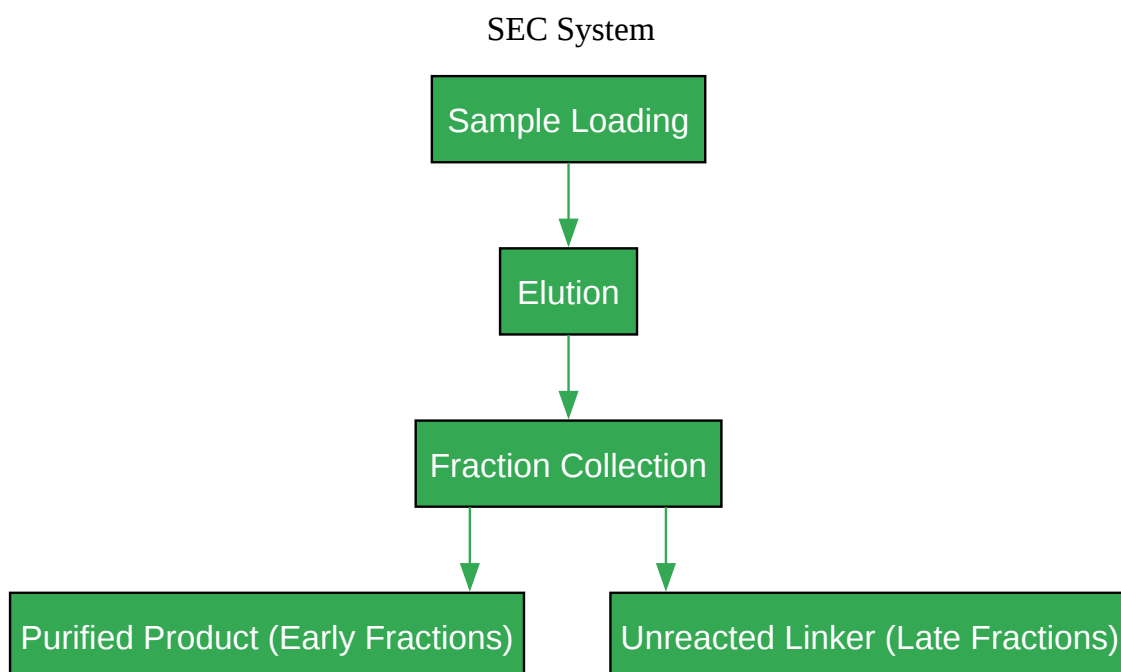 SEC System
Sample Loading
Elution
Fraction Collection
Purified Product (Early Fractions)
Unreacted Linker (Late Fractions)